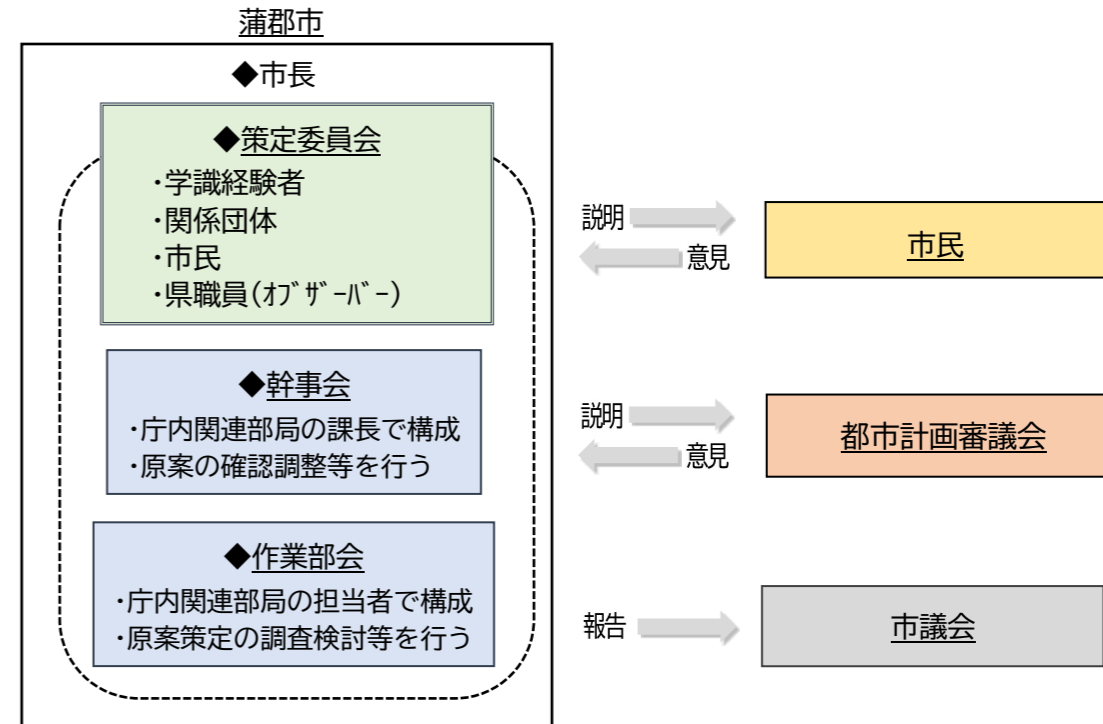 蒲郡市
◆市長
◆策定委員会
・学識経験者
・関係団体
・市民
・県職員(ｵﾌﾞｻﾞｰﾊﾞｰ)
◆幹事会
・庁内関連部局の課長で構成
・原案の確認調整等を行う
◆作業部会
・庁内関連部局の担当者で構成
・原案策定の調査検討等を行う
説明
意見
市民
説明
意見
都市計画審議会
報告
市議会